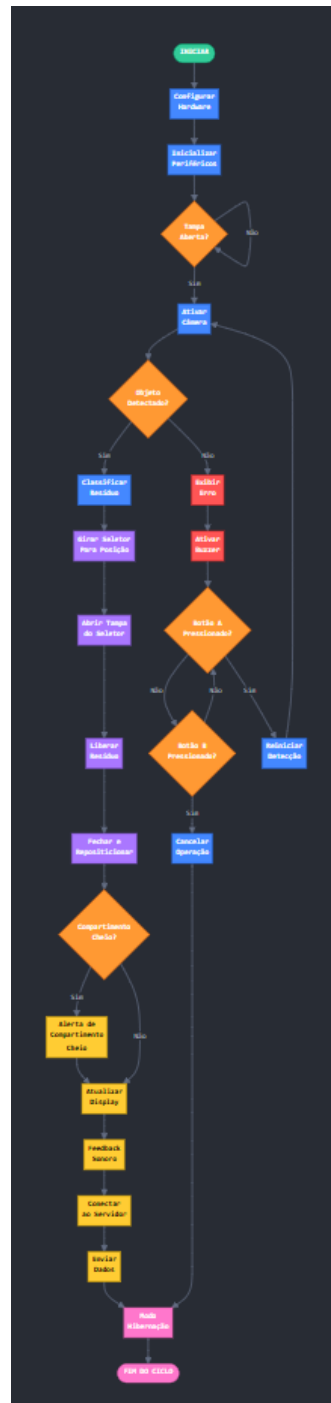 INICIAR
Configurar
Hardware
Inicializar
Periféricos
Tampa
Aberta?
Não
Sim
Ativar
Câmera
Objeto
Detectado?
Sim
Não
Classificar
Resíduo
Exibir
Erro
Girar Seletor
Para Posição
Ativar
Buzzer
Abrir Tampa
do Seletor
Botão A
Pressionado?
Não
Não
Sim
Liberar
Resíduo
Botão B
Pressionado?
Reiniciar
Detecção
Sim
Fechar e
Reposicionar
Cancelar
Operação
Compartimento
Cheio?
Sim
Não
Alerta de
Compartimento
Cheio
Atualizar
Display
Feedback
Sonoro
Conectar
ao Servidor
Enviar
Dados
Modo
Hibernação
FIM DO CICLO